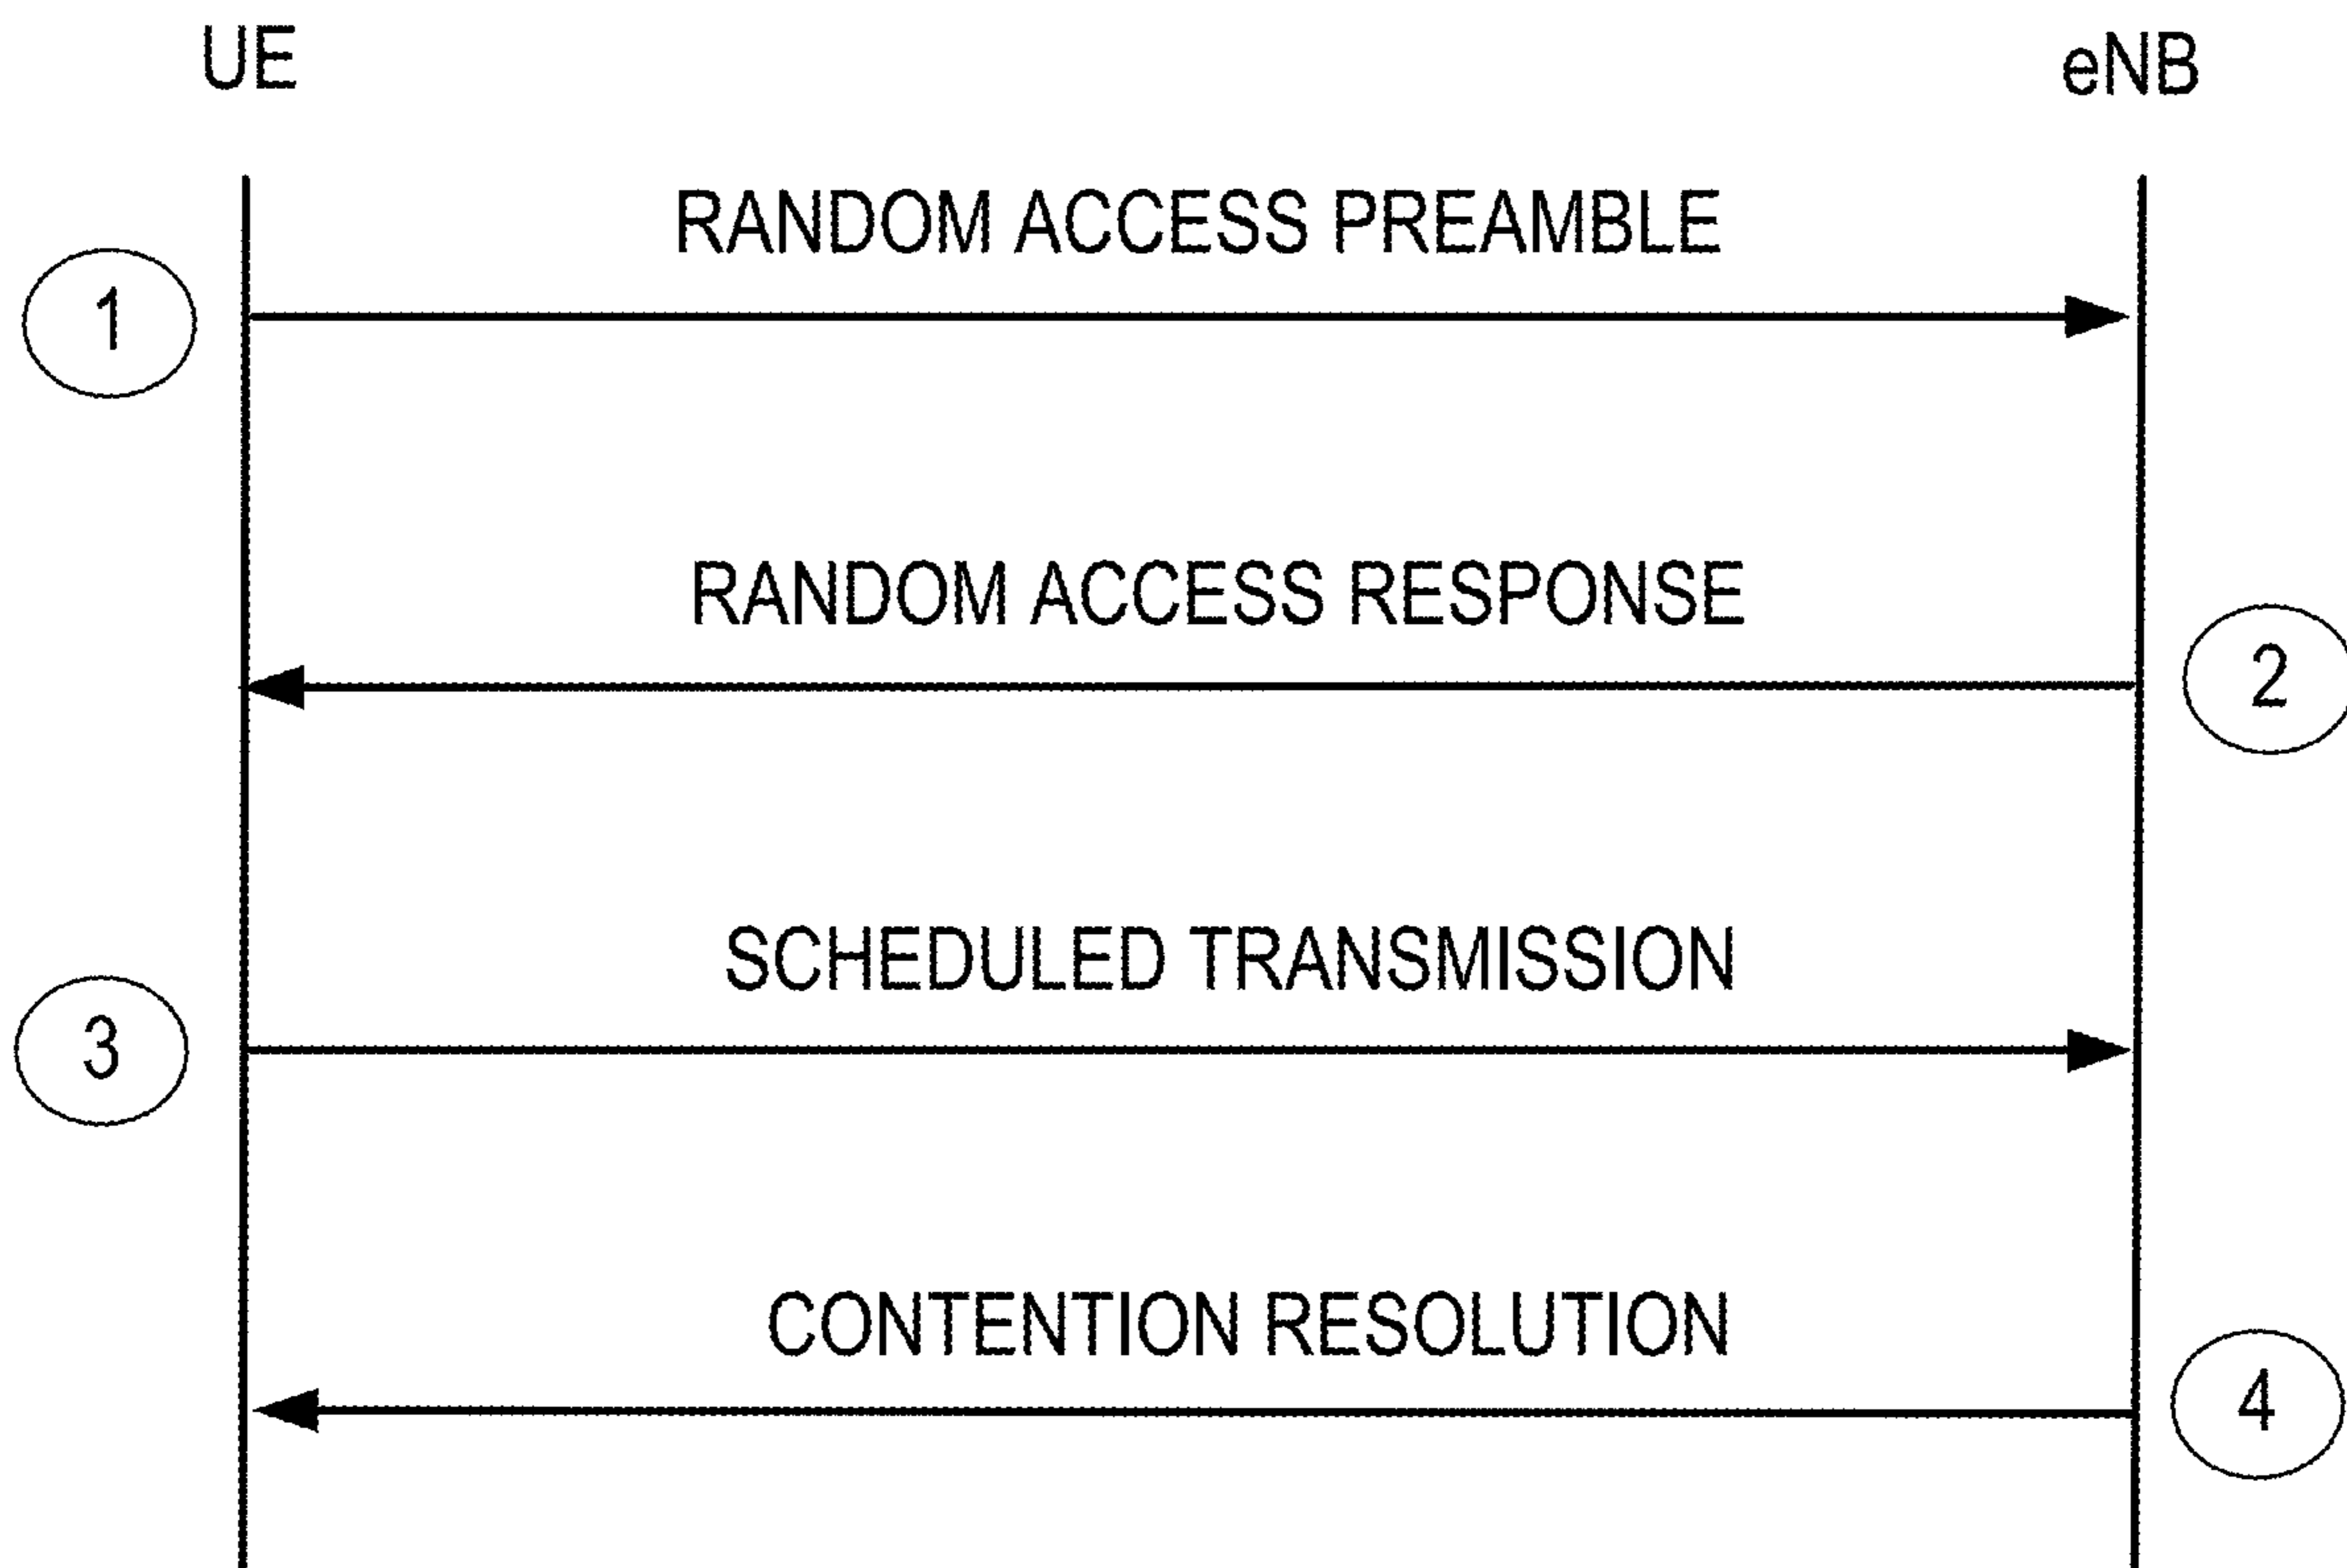 UE
eNB
RANDOM ACCESS PREAMBLE
1
RANDOM ACCESS RESPONSE
2
SCHEDULED TRANSMISSION
3
CONTENTION RESOLUTION
4